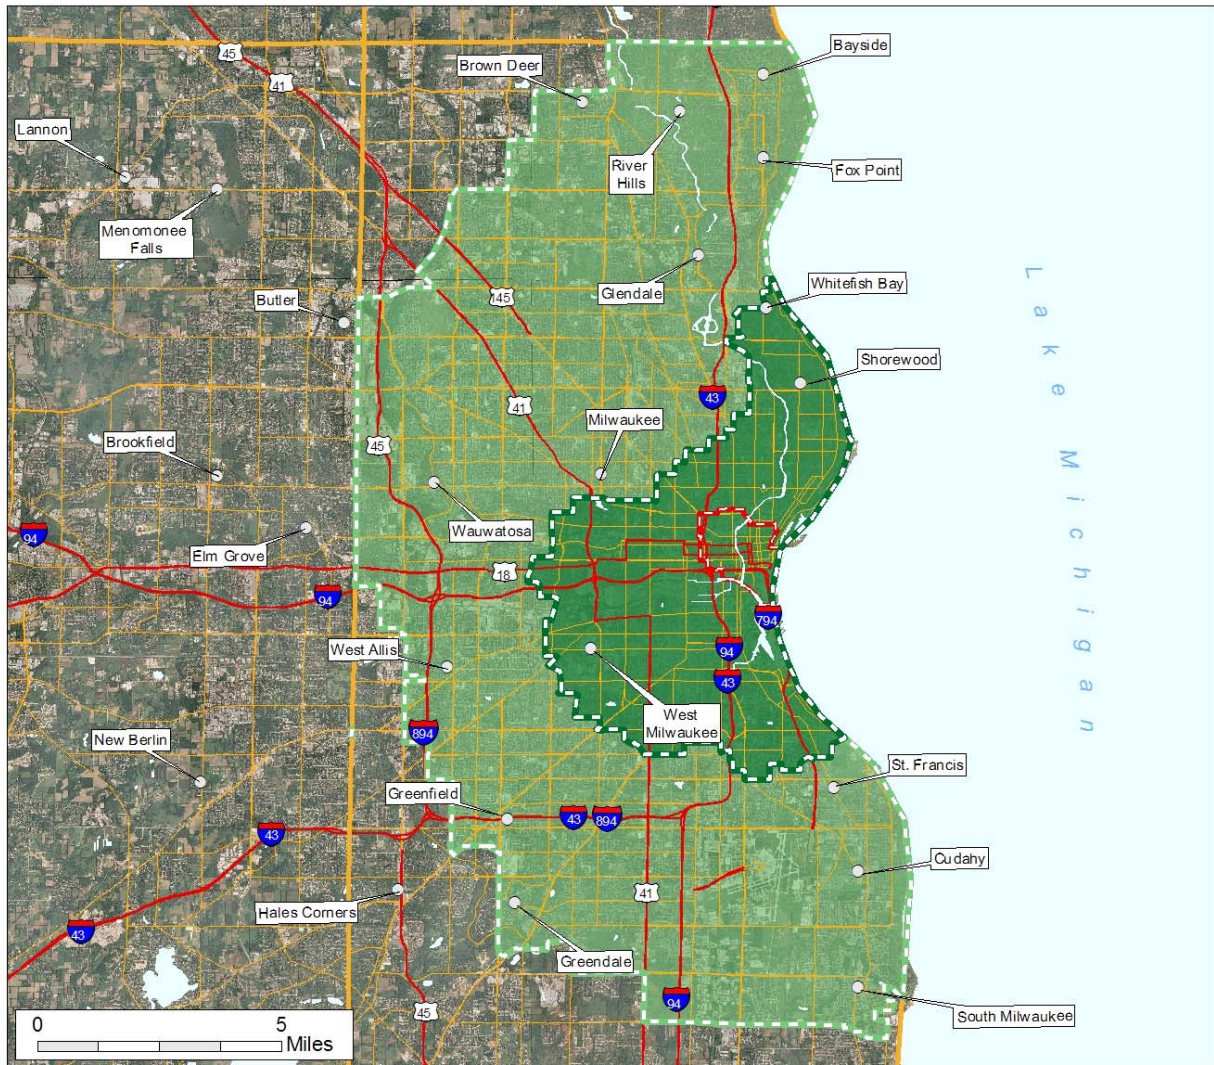 45
Bayside
Brown Deer
41
Lannon
River
Hills
Fox Point
Menomonee
Falls
Whitefish Bay
Glendale
Butler
145
Lake Michigan
Shorewood
43
41
Milwaukee
45
Brookfield
Wauwatosa
94
Elm Grove
18
94
794
West Allis
94
43
West
Milwaukee
894
New Berlin
St. Francis
Greenfield
43
894
43
Cudahy
41
Hales Corners
43
Greendale
94
South Milwaukee
45
0 5
Miles